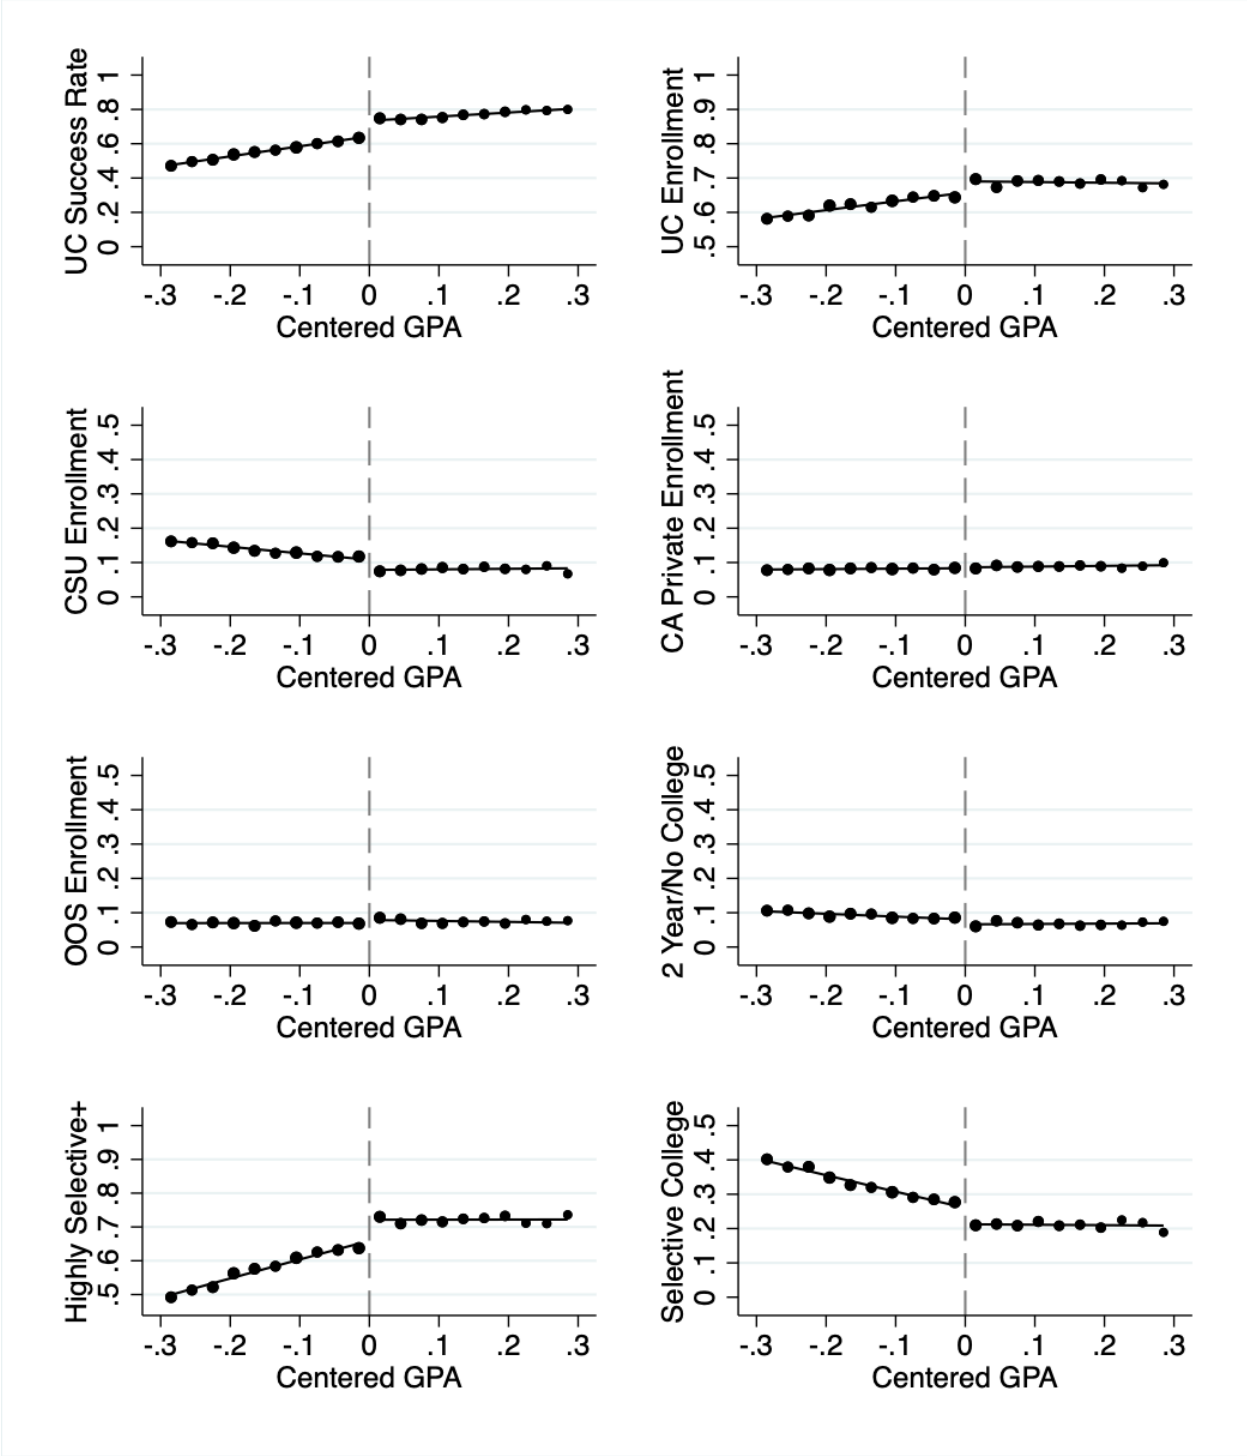 UC Success Rate
0 .2 .4 .6 .8 1
-.3 -.2 -.1 0 .1 .2 .3
Centered GPA
UC Enrollment
.5 .6 .7 .8 .9 1
-.3 -.2 -.1 0 .1 .2 .3
Centered GPA
CSU Enrollment
0 .1 .2 .3 .4 .5
-.3 -.2 -.1 0 .1 .2 .3
Centered GPA
CA Private Enrollment
0 .1 .2 .3 .4 .5
-.3 -.2 -.1 0 .1 .2 .3
Centered GPA
OOS Enrollment
0 .1 .2 .3 .4 .5
-.3 -.2 -.1 0 .1 .2 .3
Centered GPA
2 Year/No College
0 .1 .2 .3 .4 .5
-.3 -.2 -.1 0 .1 .2 .3
Centered GPA
Highly Selective+
.5 .6 .7 .8 .9 1
-.3 -.2 -.1 0 .1 .2 .3
Centered GPA
Selective College
0 .1 .2 .3 .4 .5
-.3 -.2 -.1 0 .1 .2 .3
Centered GPA